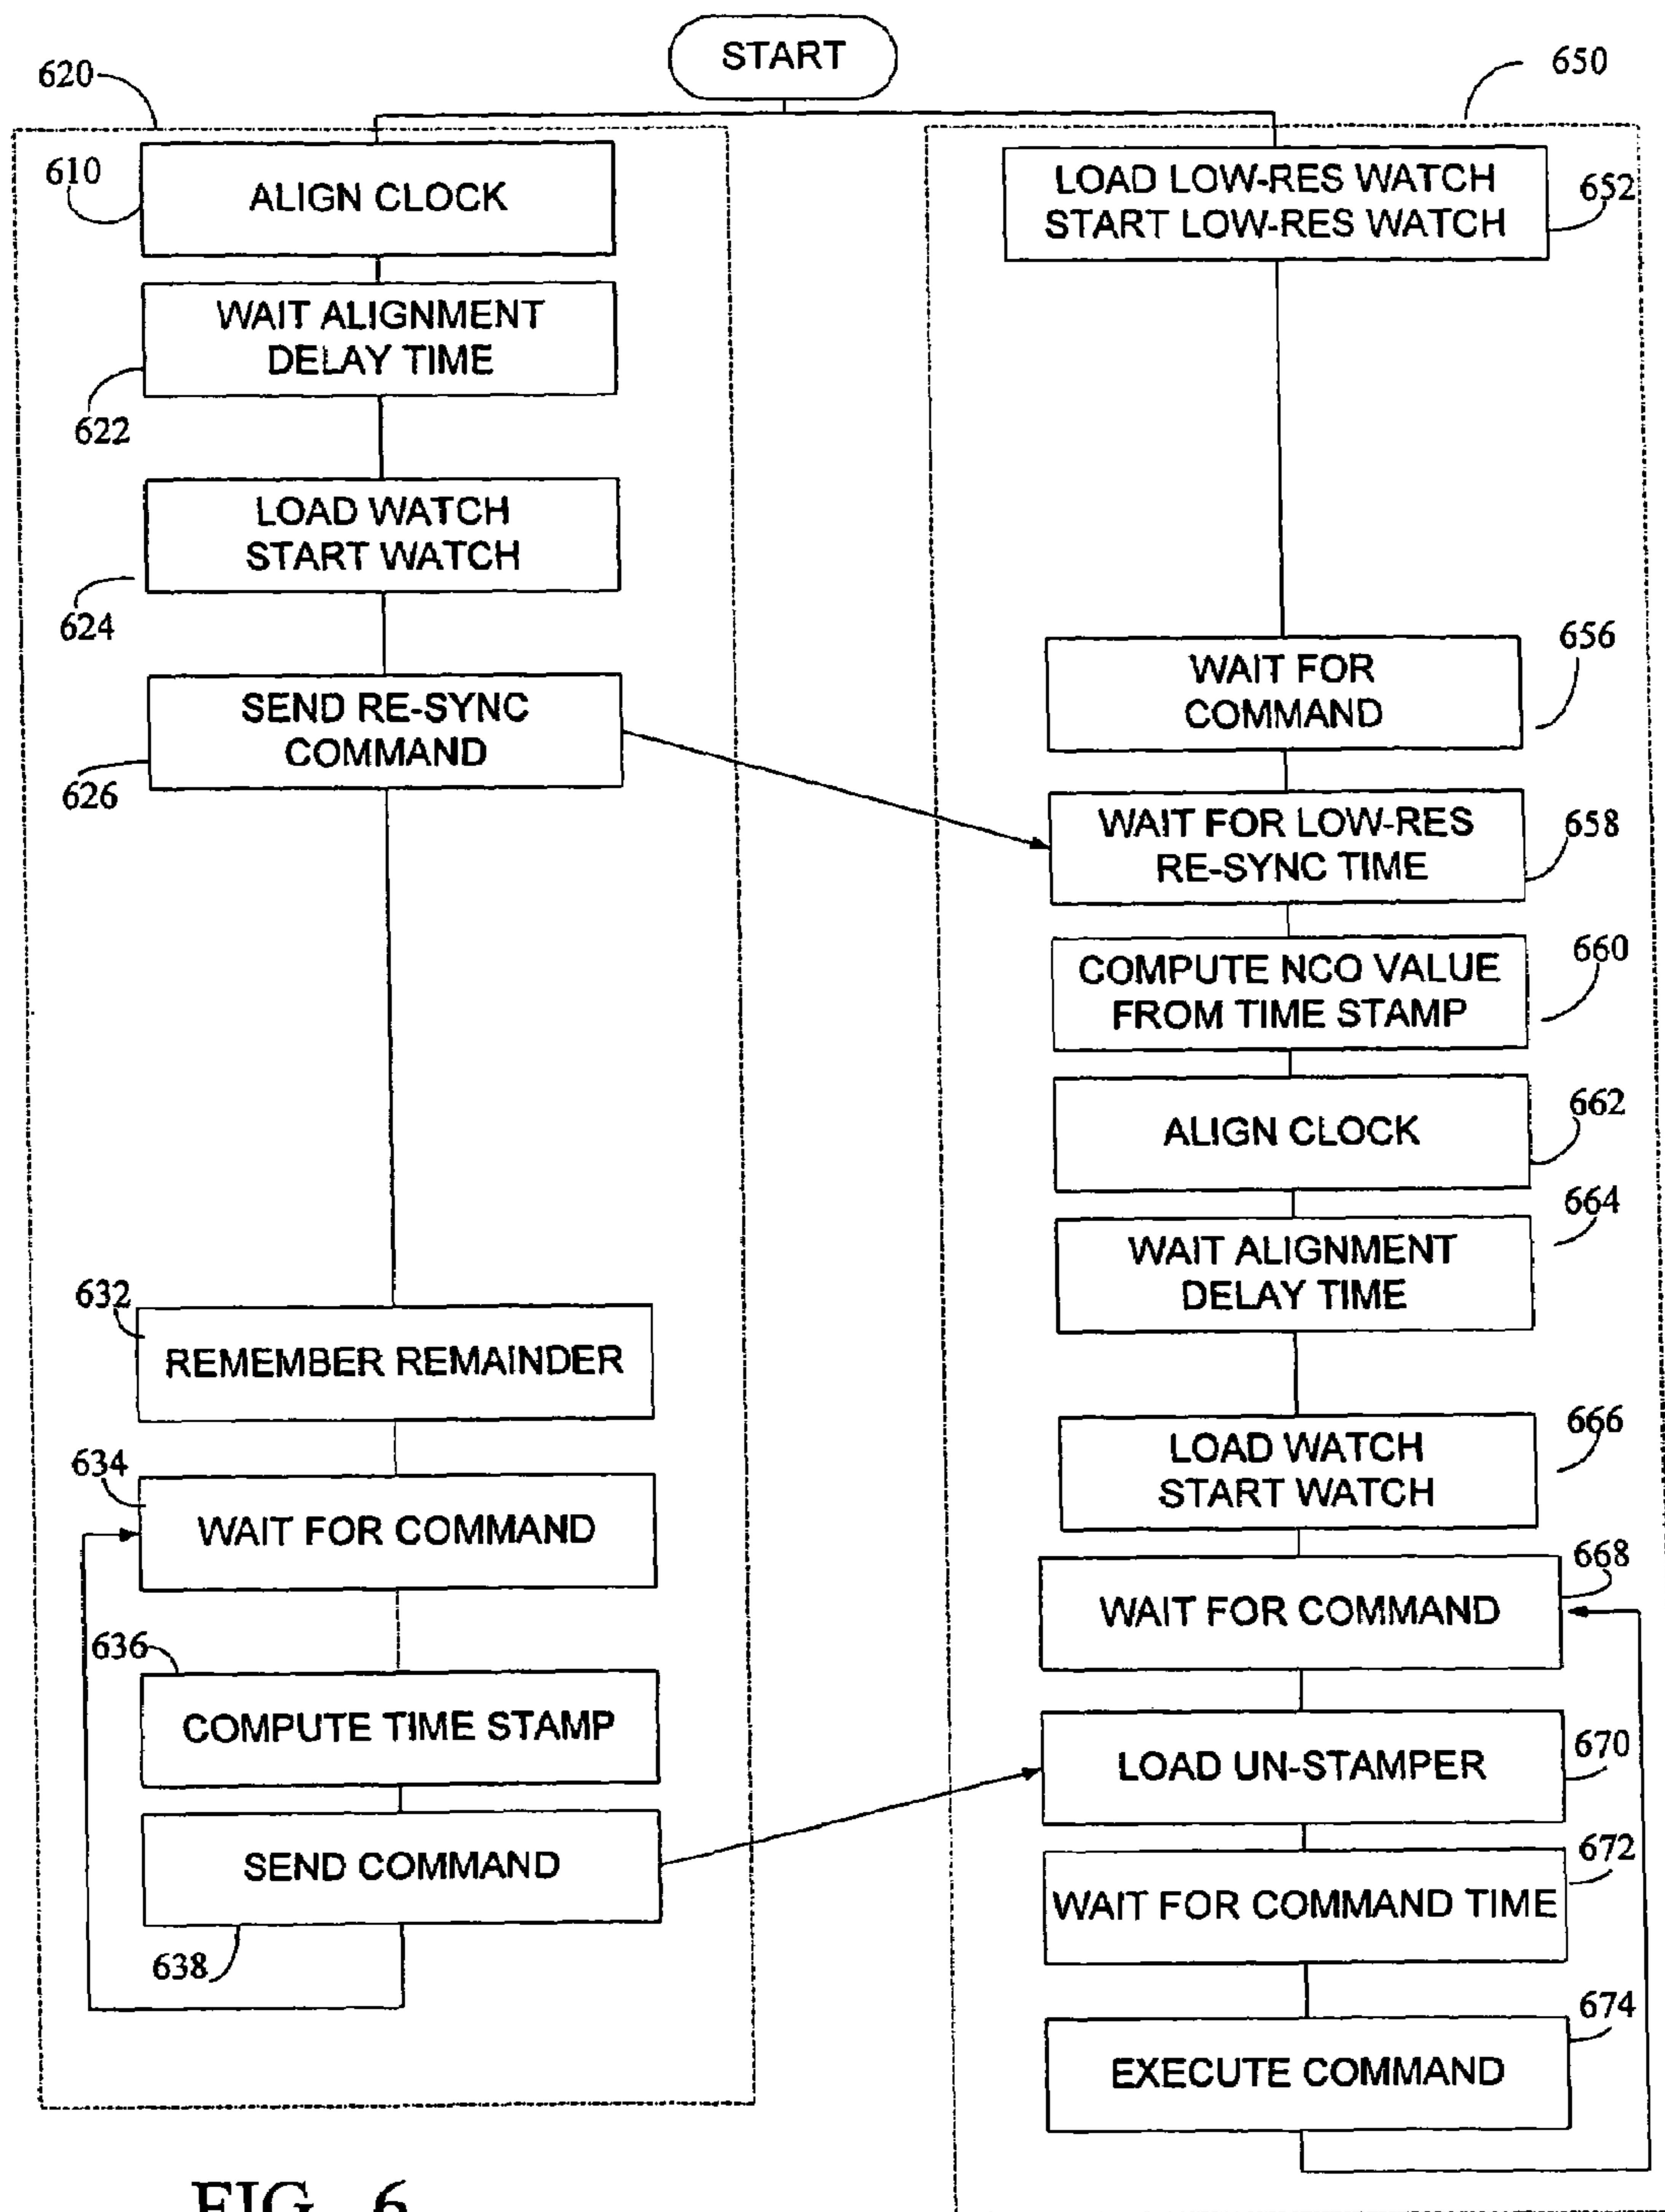 START
620
650
610
ALIGN CLOCK
LOAD LOW-RES WATCH
START LOW-RES WATCH
652
WAIT ALIGNMENT
DELAY TIME
622
LOAD WATCH
START WATCH
624
656
WAIT FOR
COMMAND
SEND RE-SYNC
COMMAND
626
WAIT FOR LOW-RES
RE-SYNC TIME
658
COMPUTE NCO VALUE
FROM TIME STAMP
660
ALIGN CLOCK
662
664
WAIT ALIGNMENT
DELAY TIME
632
REMEMBER REMAINDER
666
LOAD WATCH
START WATCH
634
WAIT FOR COMMAND
668
WAIT FOR COMMAND
636
COMPUTE TIME STAMP
LOAD UN-STAMPER
670
SEND COMMAND
638
672
WAIT FOR COMMAND TIME
674
EXECUTE COMMAND
FIG. 6